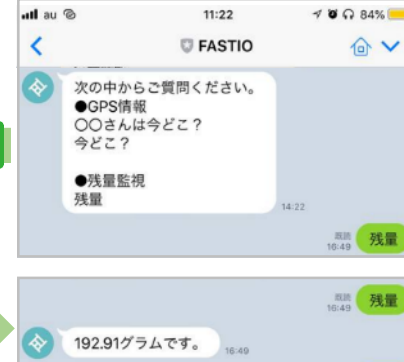 au 11:22 84%
FASTIO
次の中からご質問ください。
●GPS情報
〇〇さんは今どこ？
今どこ？
●残量監視
残量
14:22
既読
16:49
残量
既読
16:49
残量
192.91グラムです。
16:49